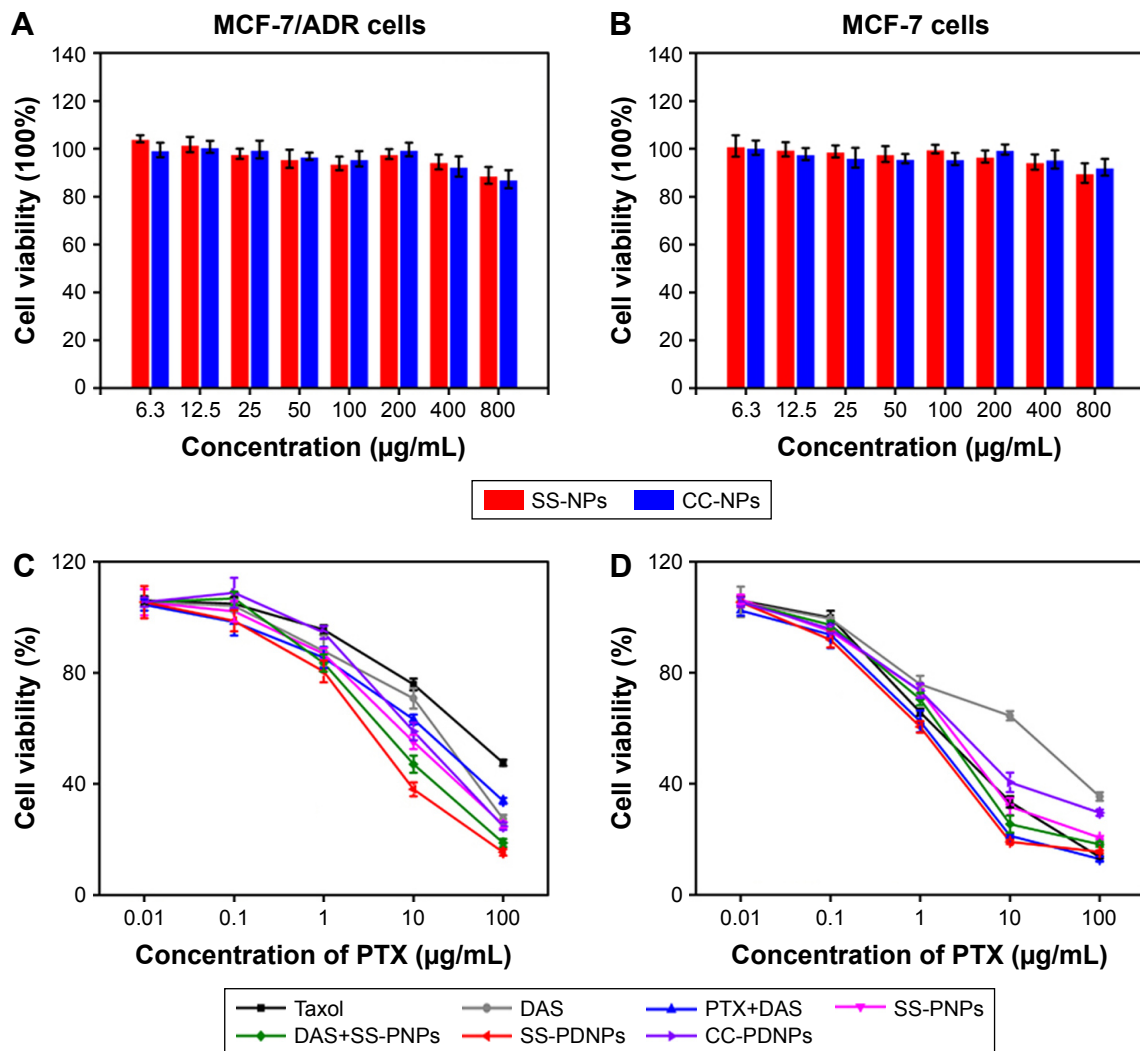 A
MCF-7/ADR cells
140
120
100
80
60
40
20
0
Cell viability (100%)
6.3 12.5 25 50 100 200 400 800
Concentration (µg/mL)
B
MCF-7 cells
140
120
100
80
60
40
20
0
Cell viability (100%)
6.3 12.5 25 50 100 200 400 800
Concentration (µg/mL)
SS-NPs CC-NPs
C
120
80
40
0
Cell viability (%)
0.01 0.1 1 10 100
Concentration of PTX (µg/mL)
D
120
80
40
0
Cell viability (%)
0.01 0.1 1 10 100
Concentration of PTX (µg/mL)
Taxol DAS PTX+DAS SS-PNPs
DAS+SS-PNPs SS-PDNPs CC-PDNPs